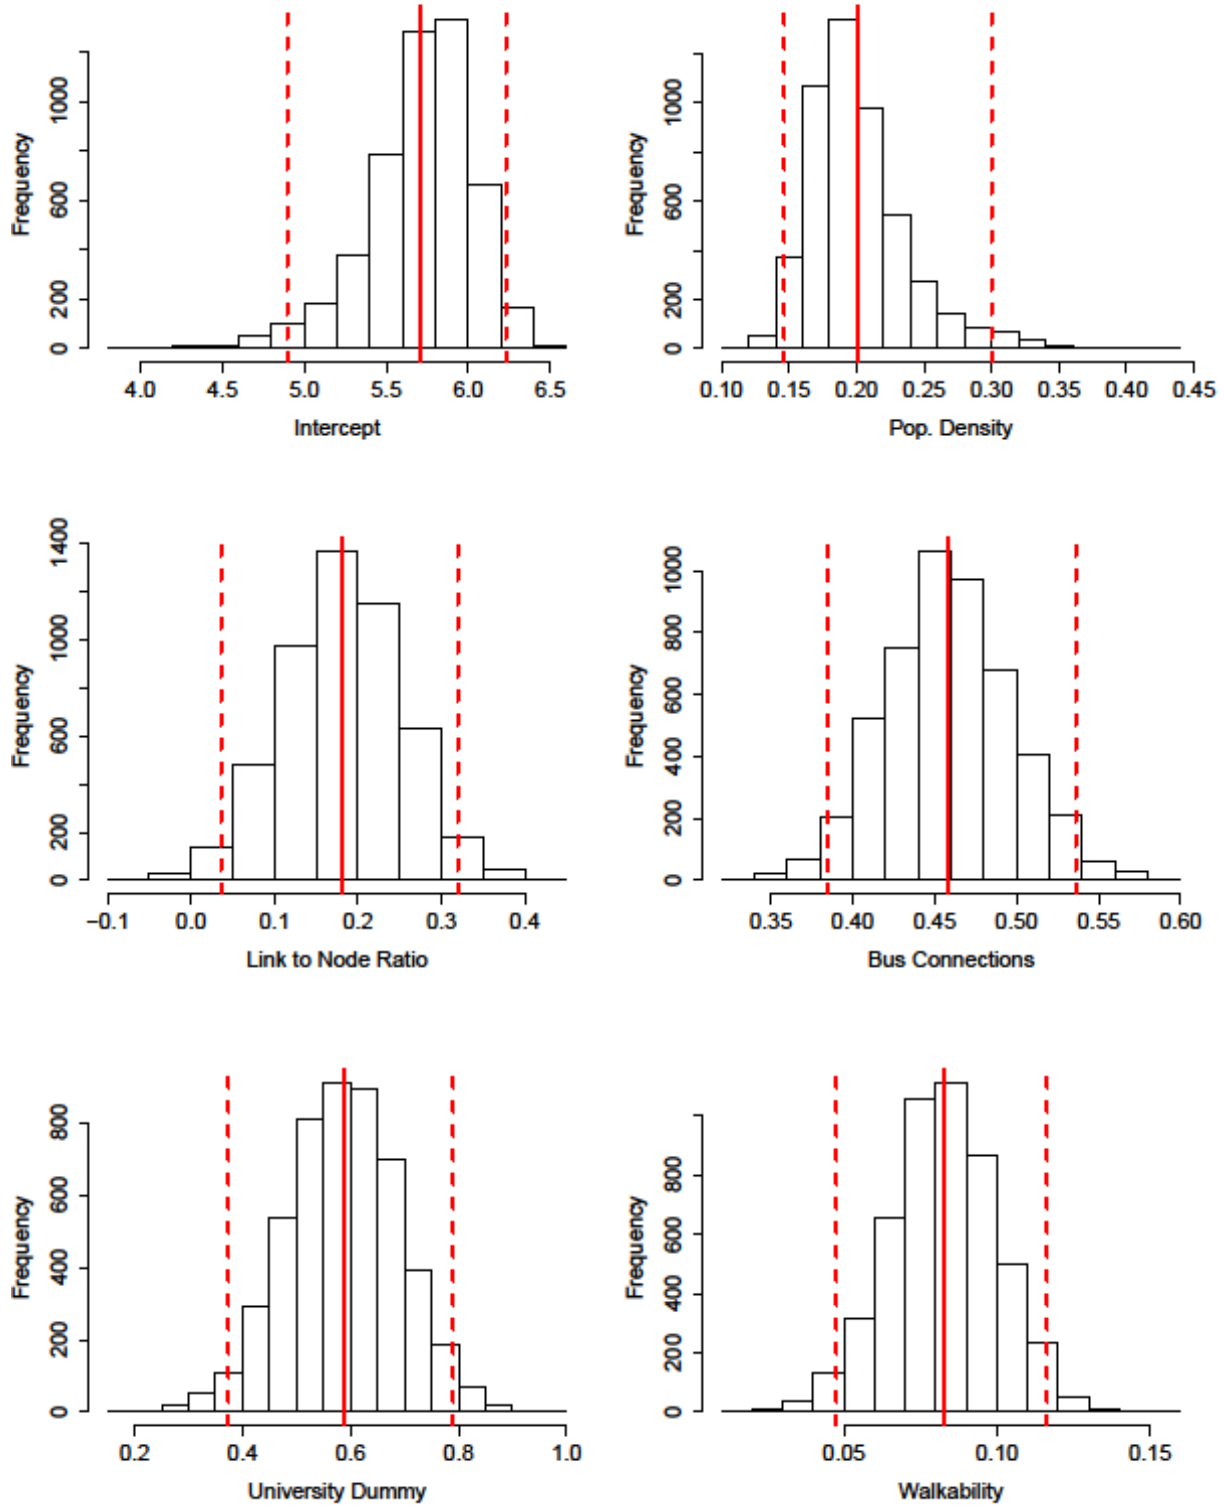 Frequency
0 200 600 1000
4.0 4.5 5.0 5.5 6.0 6.5
Intercept
Frequency
0 200 600 1000
0.10 0.15 0.20 0.25 0.30 0.35 0.40 0.45
Pop. Density
Frequency
0 200 600 1000 1400
−0.1 0.0 0.1 0.2 0.3 0.4
Link to Node Ratio
Frequency
0 200 400 600 800 1000
0.35 0.40 0.45 0.50 0.55 0.60
Bus Connections
Frequency
0 200 400 600 800
0.2 0.4 0.6 0.8 1.0
University Dummy
Frequency
0 200 400 600 800
0.05 0.10 0.15
Walkability